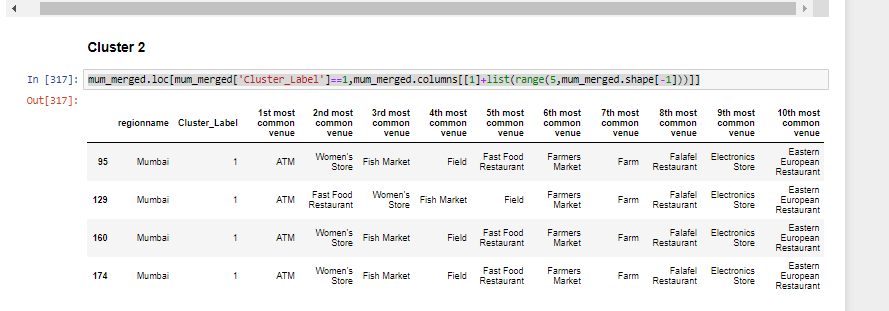 Cluster 2
In [317]: mum_merged.loc[mum_merged['Cluster_Label']==1,mum_merged.columns[[1]+list(range(5,mum_merged.shape[-1]))]]
Out[317]:
regionname Cluster_Label 1st most common venue 2nd most common venue 3rd most common venue 4th most common venue 5th most common venue 6th most common venue 7th most common venue 8th most common venue 9th most common venue 10th most common venue
95 Mumbai 1 ATM Women's Store Fish Market Field Fast Food Restaurant Farmers Market Farm Falafel Restaurant Electronics Store Eastern European Restaurant
129 Mumbai 1 ATM Fast Food Restaurant Women's Store Fish Market Field Farmers Market Farm Falafel Restaurant Electronics Store Eastern European Restaurant
160 Mumbai 1 ATM Women's Store Fish Market Field Fast Food Restaurant Farmers Market Farm Falafel Restaurant Electronics Store Eastern European Restaurant
174 Mumbai 1 ATM Women's Store Fish Market Field Fast Food Restaurant Farmers Market Farm Falafel Restaurant Electronics Store Eastern European Restaurant